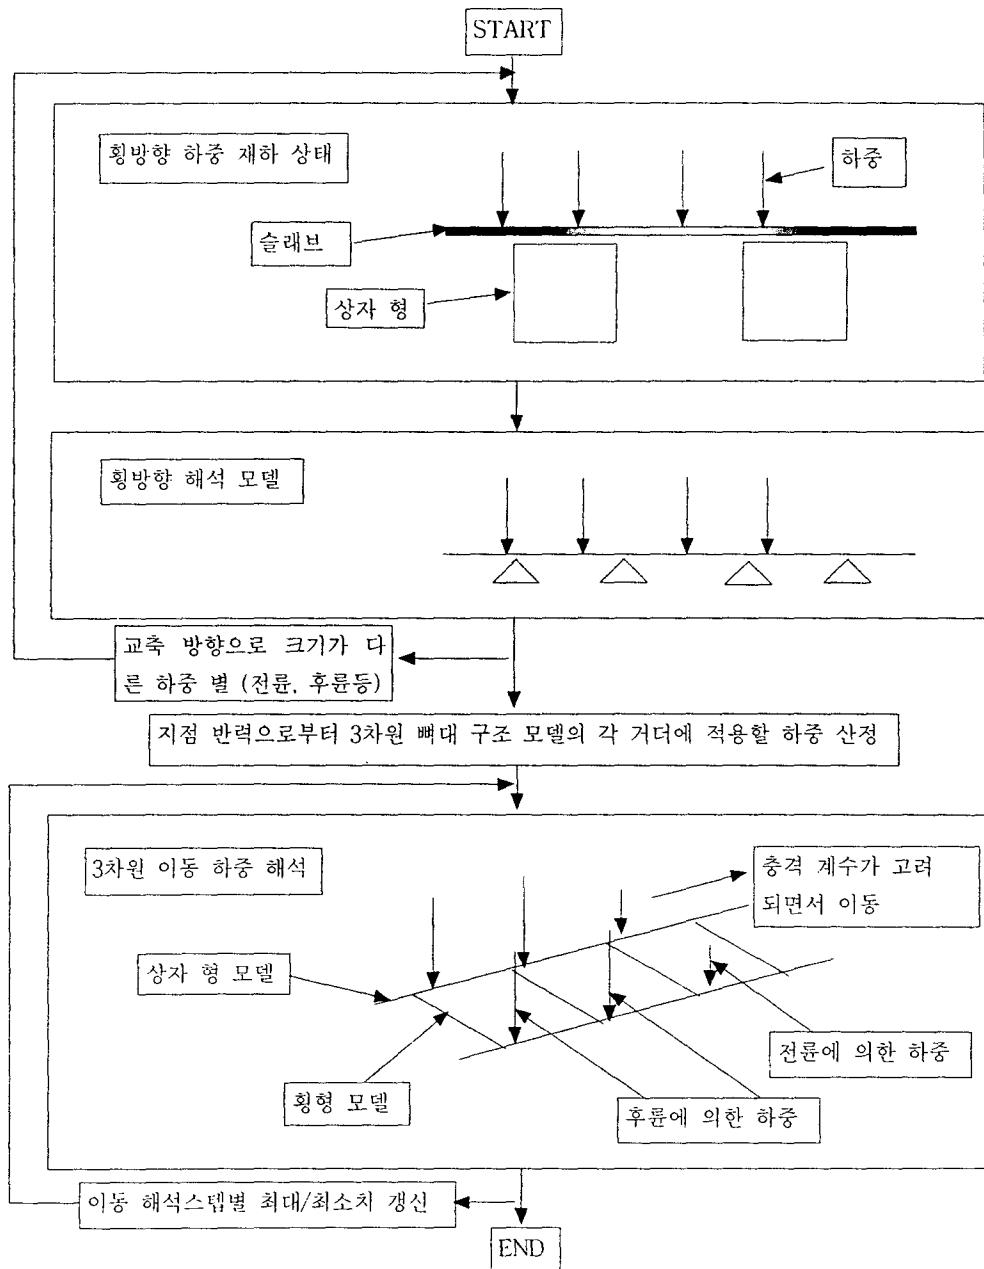 START
횡방향 하중 재하 상태
하중
슬래브
상자 형
횡방향 해석 모델
교축 방향으로 크기가 다
른 하중 별 (전륜, 후륜등)
지점 반력으로부터 3차원 뼈대 구조 모델의 각 거더에 적용할 하중 산정
3차원 이동 하중 해석
충격 계수가 고려
되면서 이동
상자 형 모델
전륜에 의한 하중
횡형 모델
후륜에 의한 하중
이동 해석스텝별 최대/최소치 갱신
END